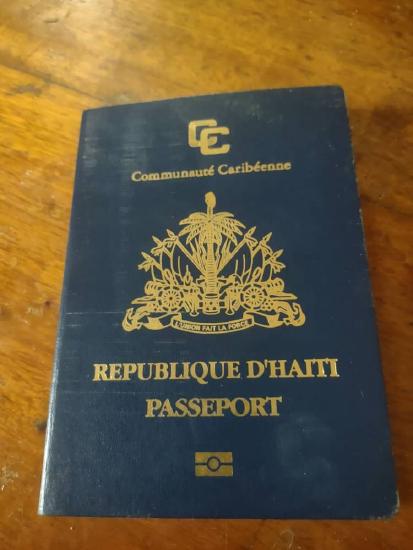 CC
Communauté Caribéenne
L'UNION FAIT LA FORCE
REPUBLIQUE D'HAITI
PASSEPORT